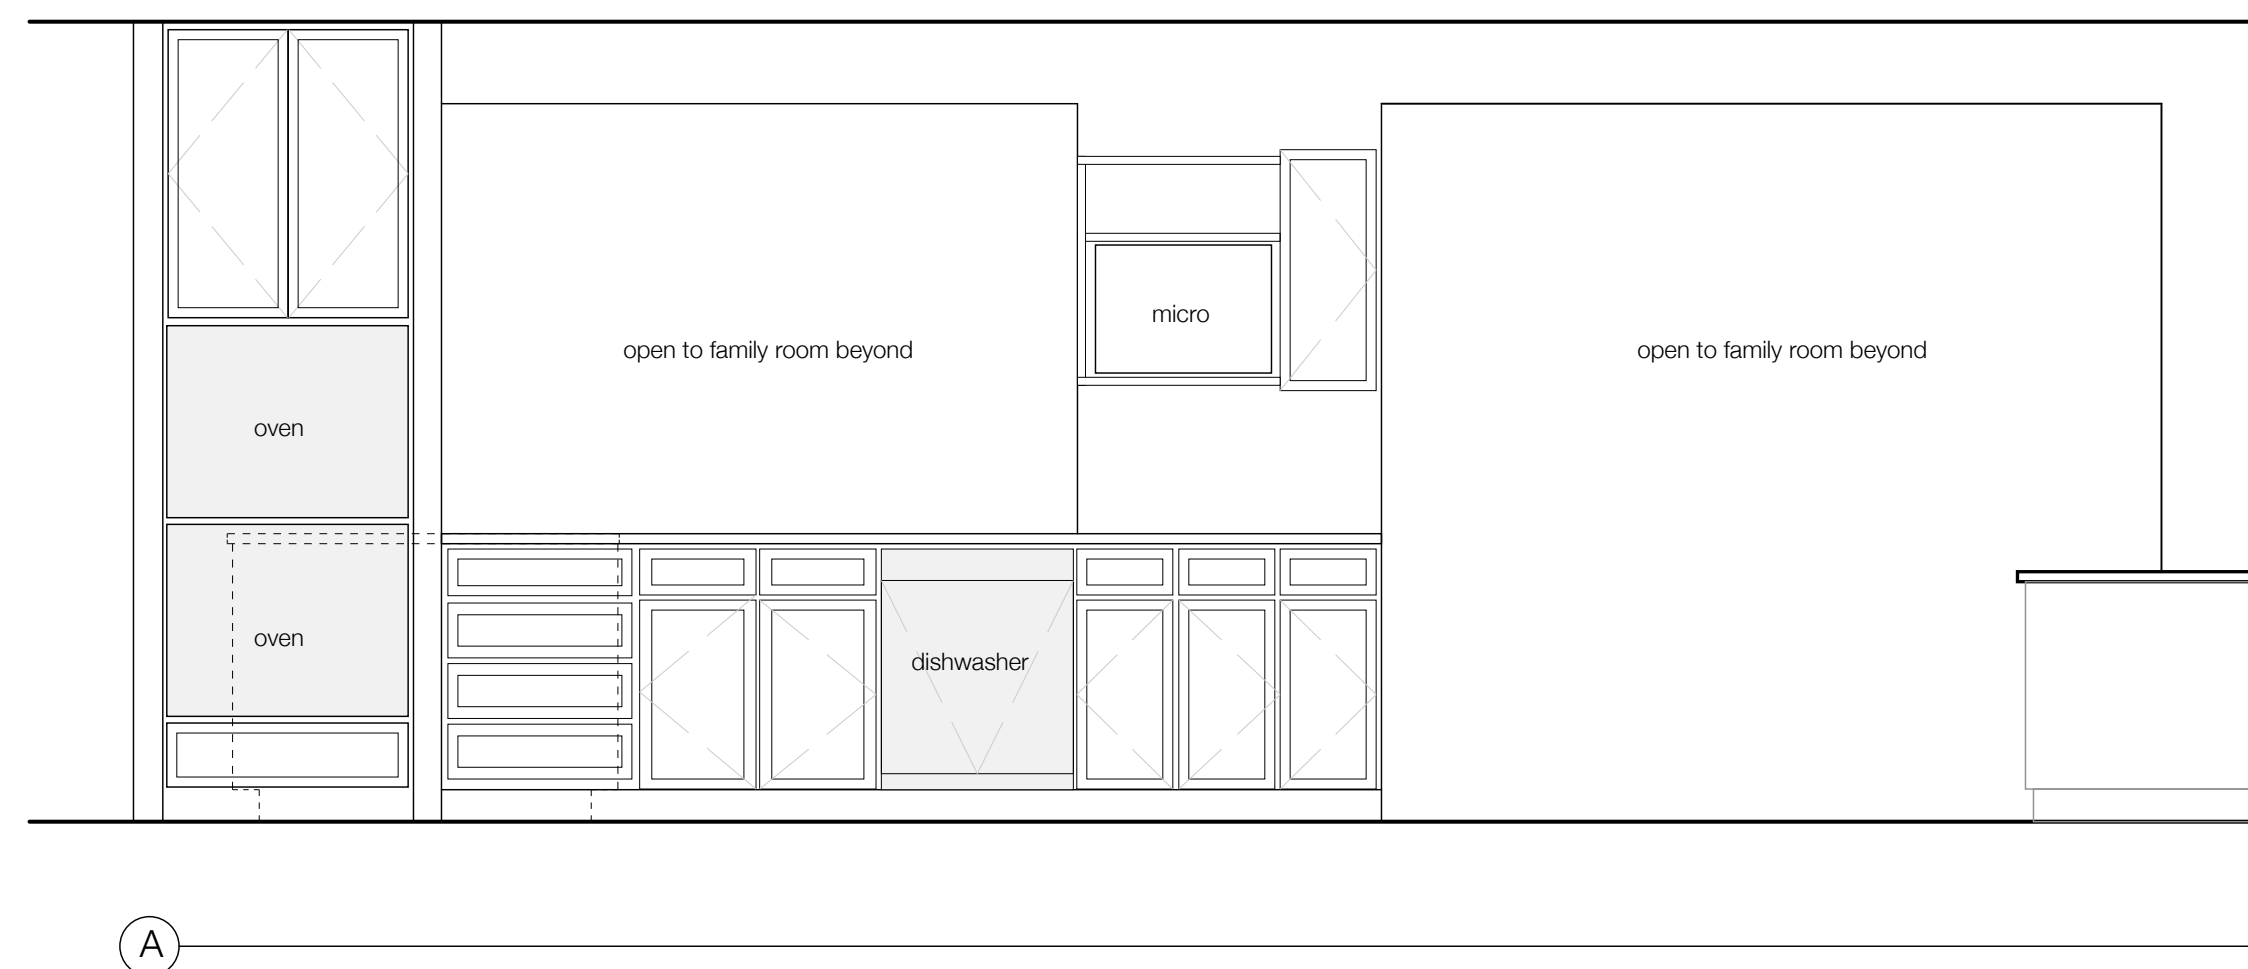 micro
open to family room beyond
open to family room beyond
oven
oven
dishwasher
A